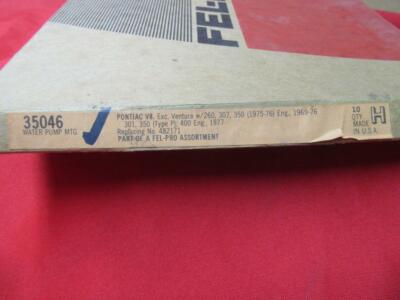 FEL-
35046
WATER PUMP MTG
PONTIAC V8, Exc. Ventura w/260, 307, 350 (1975-76) Eng., 1969-76
301, 350 (Type P), 400 Eng., 1977
Replacing No. 482171
PART OF A FEL-PRO ASSORTMENT
10
QTY
MADE
IN U.S.A.
H